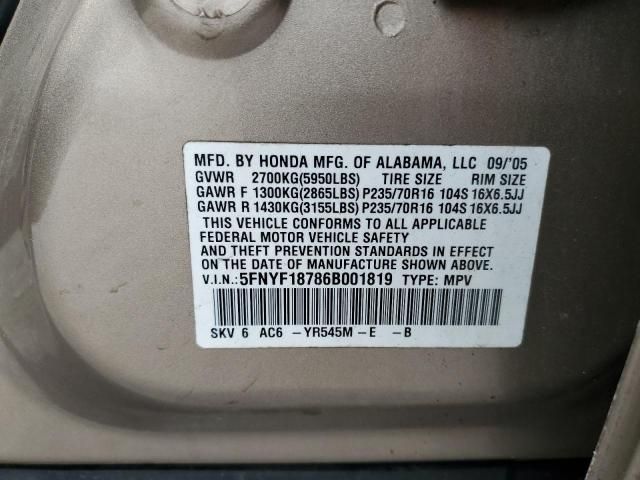 MFD. BY HONDA MFG. OF ALABAMA, LLC 09/'05
GVWR 2700KG(5950LBS) TIRE SIZE RIM SIZE
GAWR F 1300KG(2865LBS) P235/70R16 104S 16X6.5JJ
GAWR R 1430KG(3155LBS) P235/70R16 104S 16X6.5JJ
THIS VEHICLE CONFORMS TO ALL APPLICABLE
FEDERAL MOTOR VEHICLE SAFETY
AND THEFT PREVENTION STANDARDS IN EFFECT
ON THE DATE OF MANUFACTURE SHOWN ABOVE.
V.I.N.: 5FNYF18786B001819 TYPE: MPV
SKV 6 AC6 -YR545M -E -B